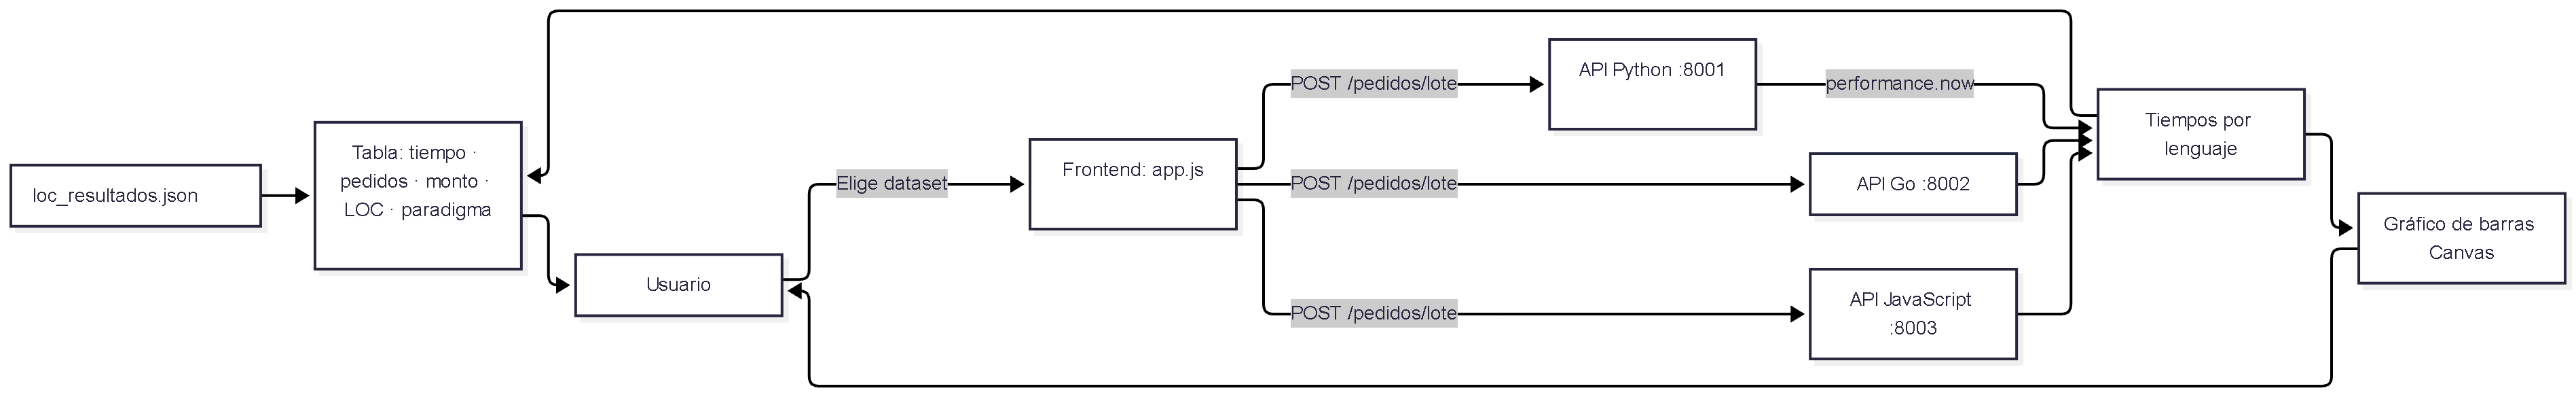 loc_resultados.json
Tabla: tiempo ·
pedidos · monto ·
LOC · paradigma
Usuario
Elige dataset
Frontend: app.js
POST /pedidos/lote
POST /pedidos/lote
POST /pedidos/lote
API Python :8001
API Go :8002
API JavaScript
:8003
performance.now
Tiempos por
lenguaje
Gráfico de barras
Canvas